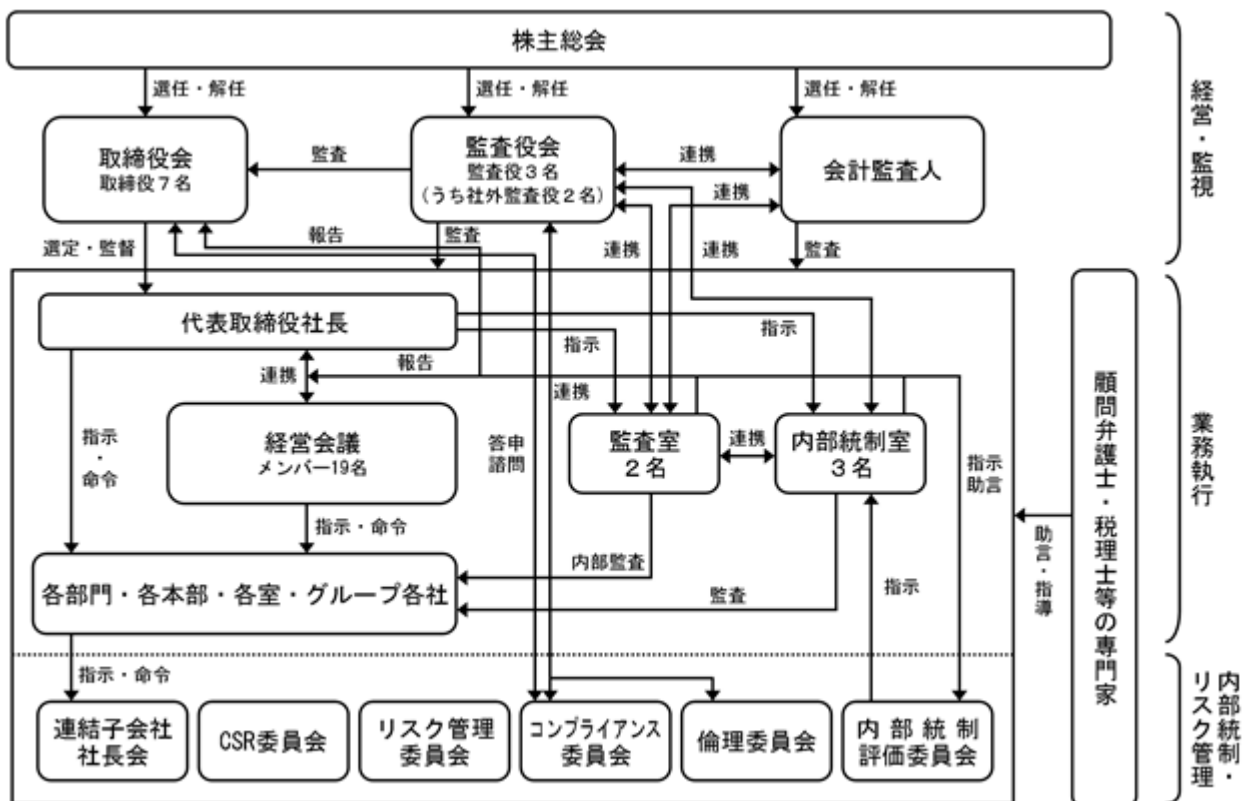 株主総会
選任・解任
選任・解任
選任・解任
経営・監視
取締役会
取締役7名
監査
監査役会
監査役3名
(うち社外監査役2名)
連携
連携
会計監査人
選定・監督
報告
監査
連携
連携
監査
代表取締役社長
指示
指示
連携
報告
連携
指示
・
命令
経営会議
メンバー19名
答申
諮問
監査室
2名
連携
内部統制室
3名
指示
助言
顧問弁護士・税理士等の専門家
業務執行
指示・命令
内部監査
助言・指導
各部門・各本部・各室・グループ各社
監査
指示
指示・命令
連結子会社
社長会
CSR委員会
リスク管理
委員会
コンプライアンス
委員会
倫理委員会
内部統制
評価委員会
内部統制・
リスク管理